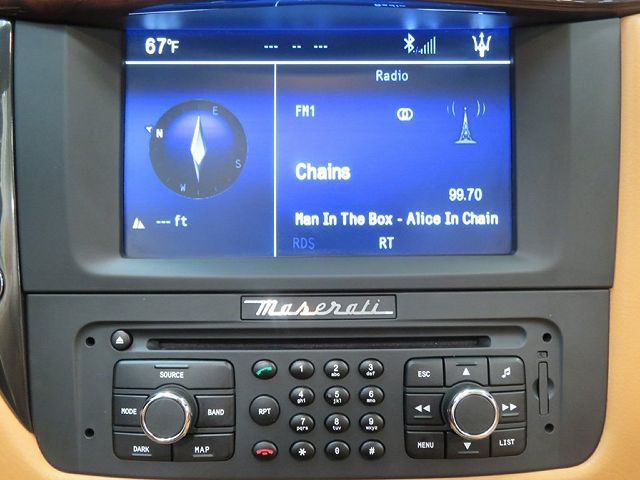 67°F --- -- ---
Radio
FM1
E
N
S
W
Chains
99.70
--- ft
Man In The Box - Alice In Chain
RDS RT
Maserati
SOURCE
MODE BAND
DARK MAP
1 2 abc 3 def
4 ghi 5 jkl 6 mno
RPT
7 pqrs 8 tuv 9 wxyz
* 0 #
ESC
MENU LIST